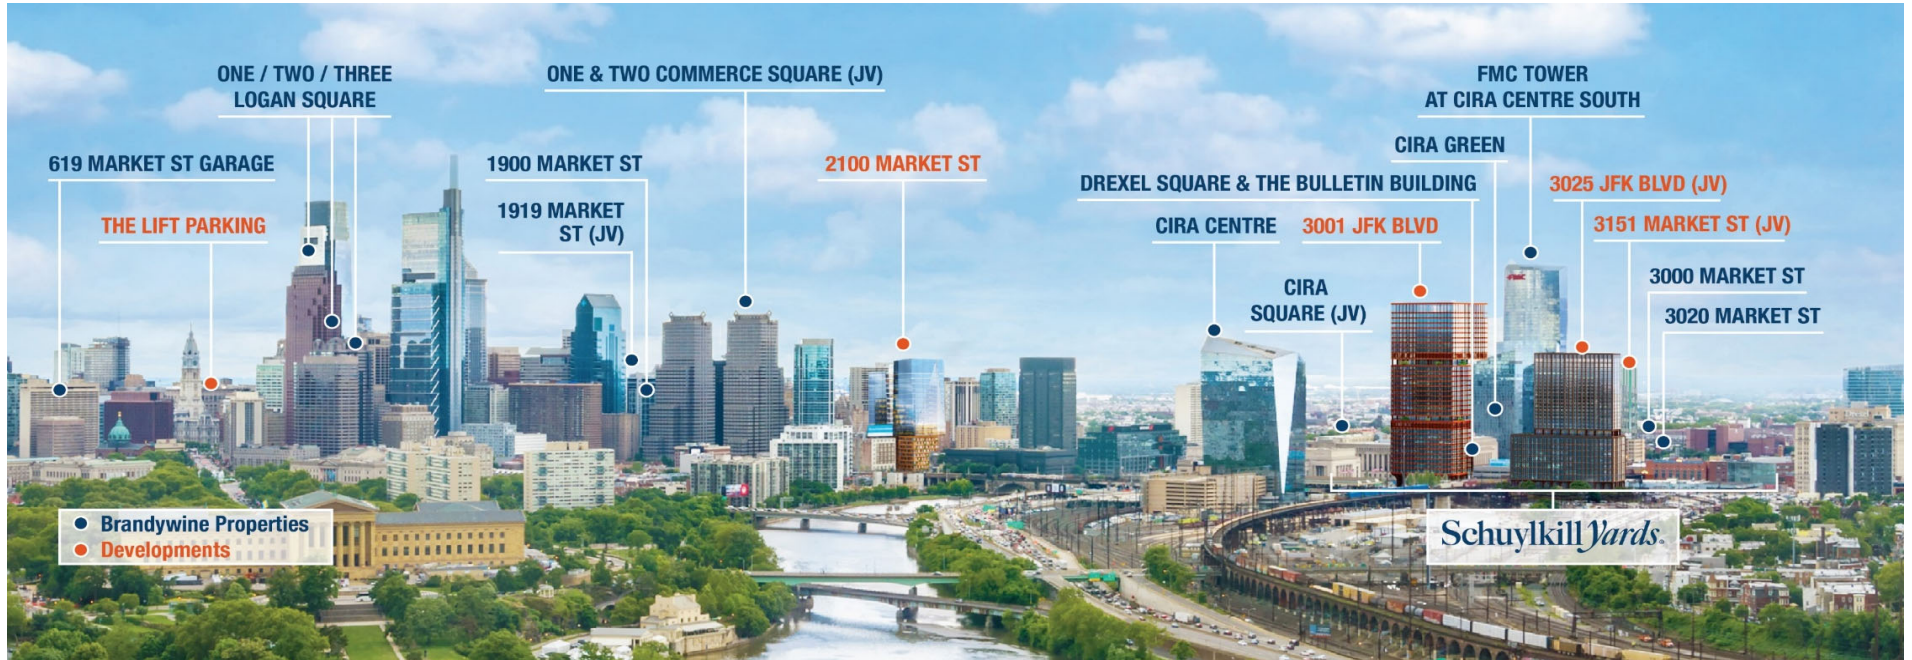 ONE / TWO / THREE
LOGAN SQUARE
ONE & TWO COMMERCE SQUARE (JV)
FMC TOWER
AT CIRA CENTRE SOUTH
619 MARKET ST GARAGE
THE LIFT PARKING
1900 MARKET ST
1919 MARKET
ST (JV)
2100 MARKET ST
CIRA GREEN
DREXEL SQUARE & THE BULLETIN BUILDING
CIRA CENTRE
3001 JFK BLVD
3025 JFK BLVD (JV)
3151 MARKET ST (JV)
CIRA
SQUARE (JV)
3000 MARKET ST
3020 MARKET ST
FMC
Brandywine Properties
Developments
Schuylkill Yards